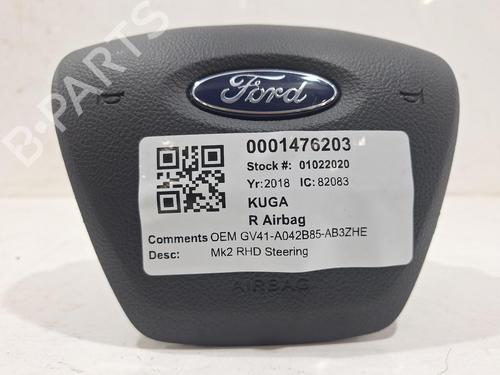 B-PARTS
Ford
0001476203
Stock #: 01022020
Yr:2018 IC: 82083
KUGA
R Airbag
Comments OEM GV41-A042B85-AB3ZHE
Desc: Mk2 RHD Steering
AIRBAG